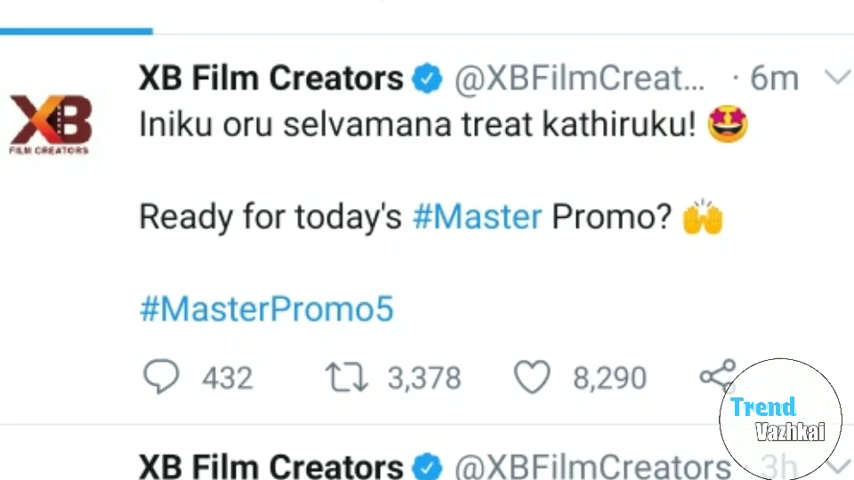 XB Film Creators @XBFilmCreat... · 6m
XB
FILM CREATORS
Iniku oru selvamana treat kathiruku! 🤩
Ready for today's #Master Promo? 🙌
#MasterPromo5
432 3,378 8,290
Trend
Vazhkai
XB Film Creators @XBFilmCreators · 3h